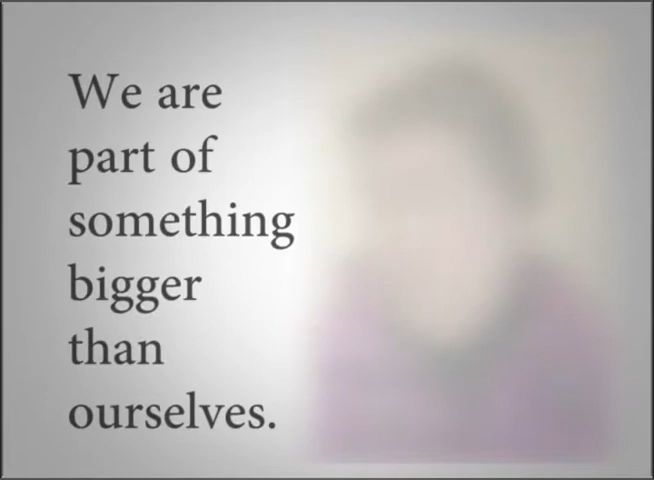 We are
part of
something
bigger
than
ourselves.